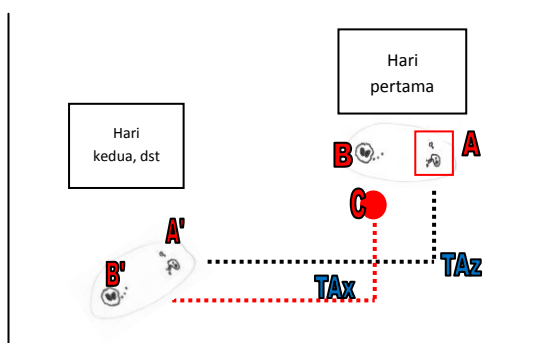 Hari
pertama
Hari
kedua, dst
B
A
C
A'
B'
TAx
TAz